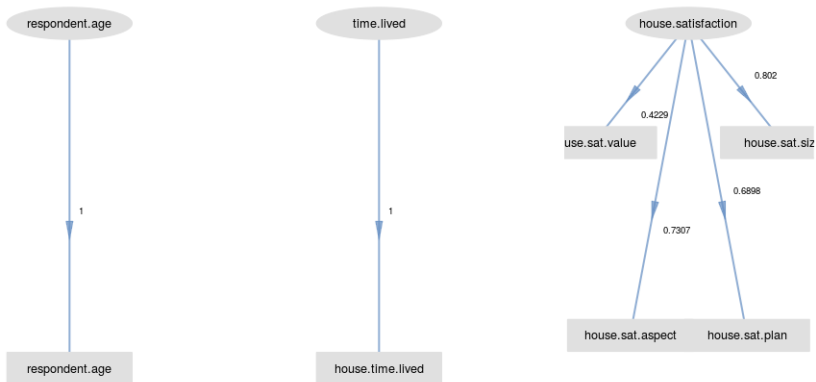 respondent.age
time.lived
house.satisfaction
0.802
0.4229
use.sat.value
house.sat.siz
0.6898
1
1
0.7307
house.sat.aspect
house.sat.plan
respondent.age
house.time.lived